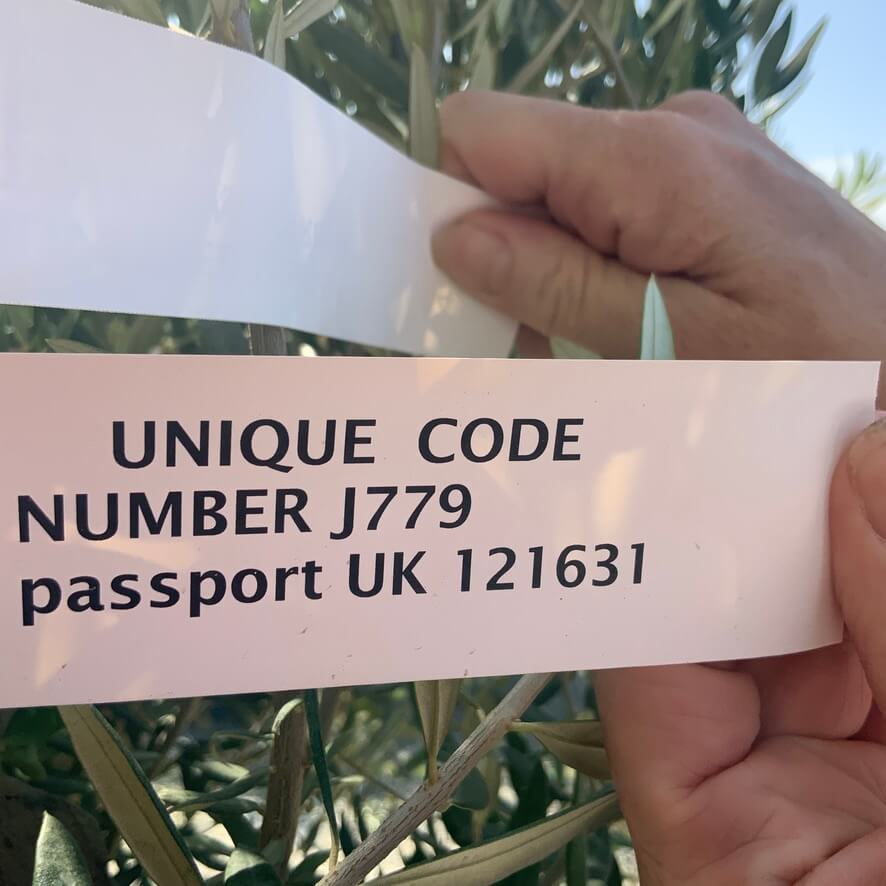 UNIQUE CODE
NUMBER J779
passport UK 121631